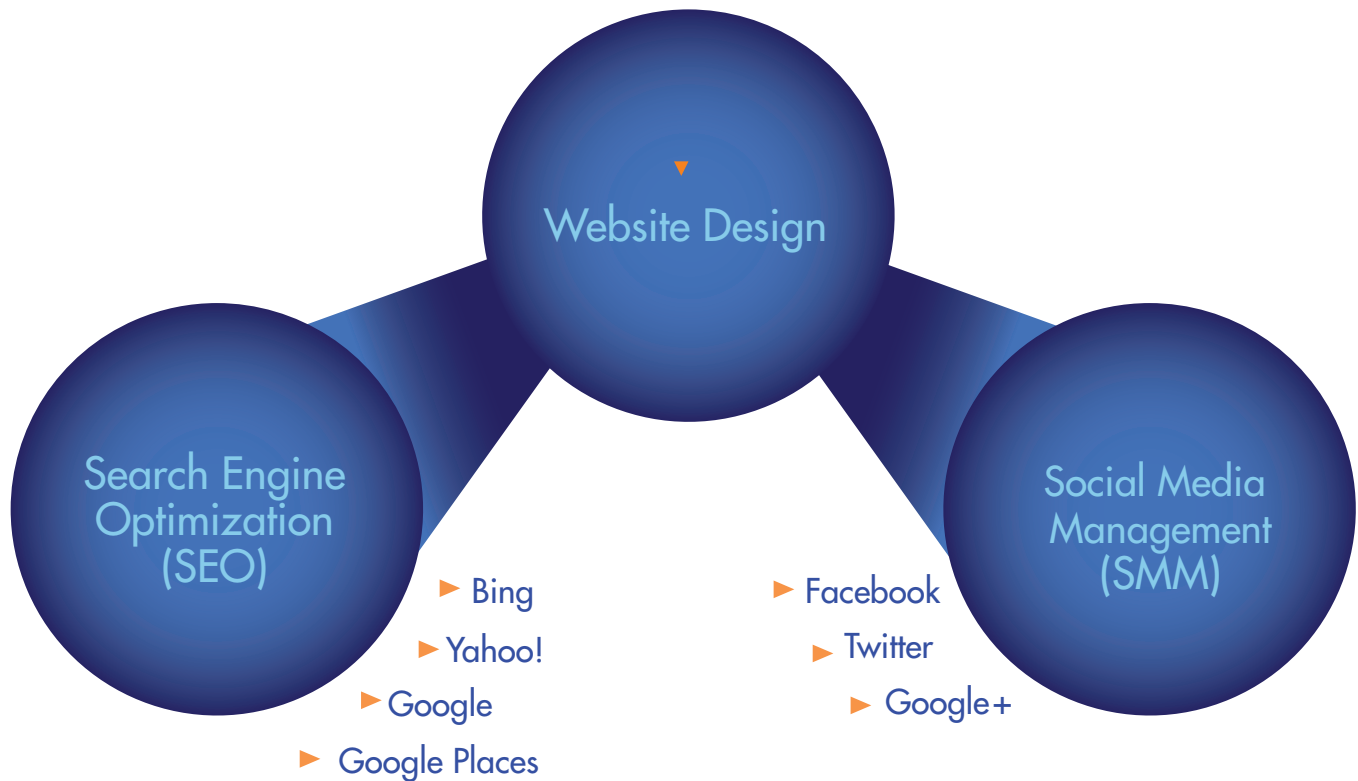 Website Design
Search Engine
Optimization
(SEO)
Bing
Yahoo!
Google
Google Places
Social Media
Management
(SMM)
Facebook
Twitter
Google+